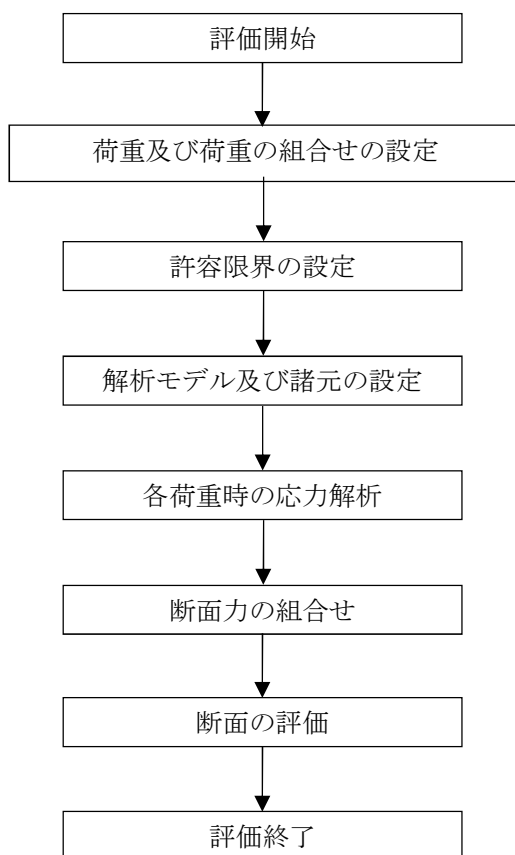 評価開始
荷重及び荷重の組合せの設定
許容限界の設定
解析モデル及び諸元の設定
各荷重時の応力解析
断面力の組合せ
断面の評価
評価終了